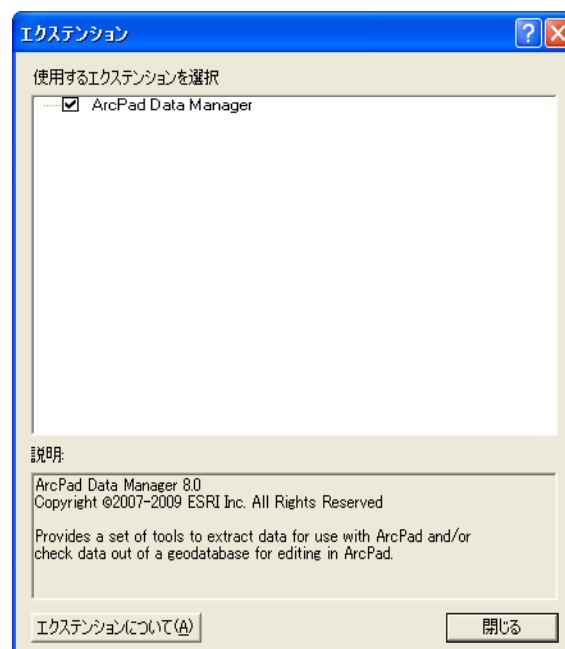 エクステンション
使用するエクステンションを選択
ArcPad Data Manager
説明:
ArcPad Data Manager 8.0
Copyright ©2007-2009 ESRI Inc. All Rights Reserved
Provides a set of tools to extract data for use with ArcPad and/or
check data out of a geodatabase for editing in ArcPad.
エクステンションについて(A)
閉じる